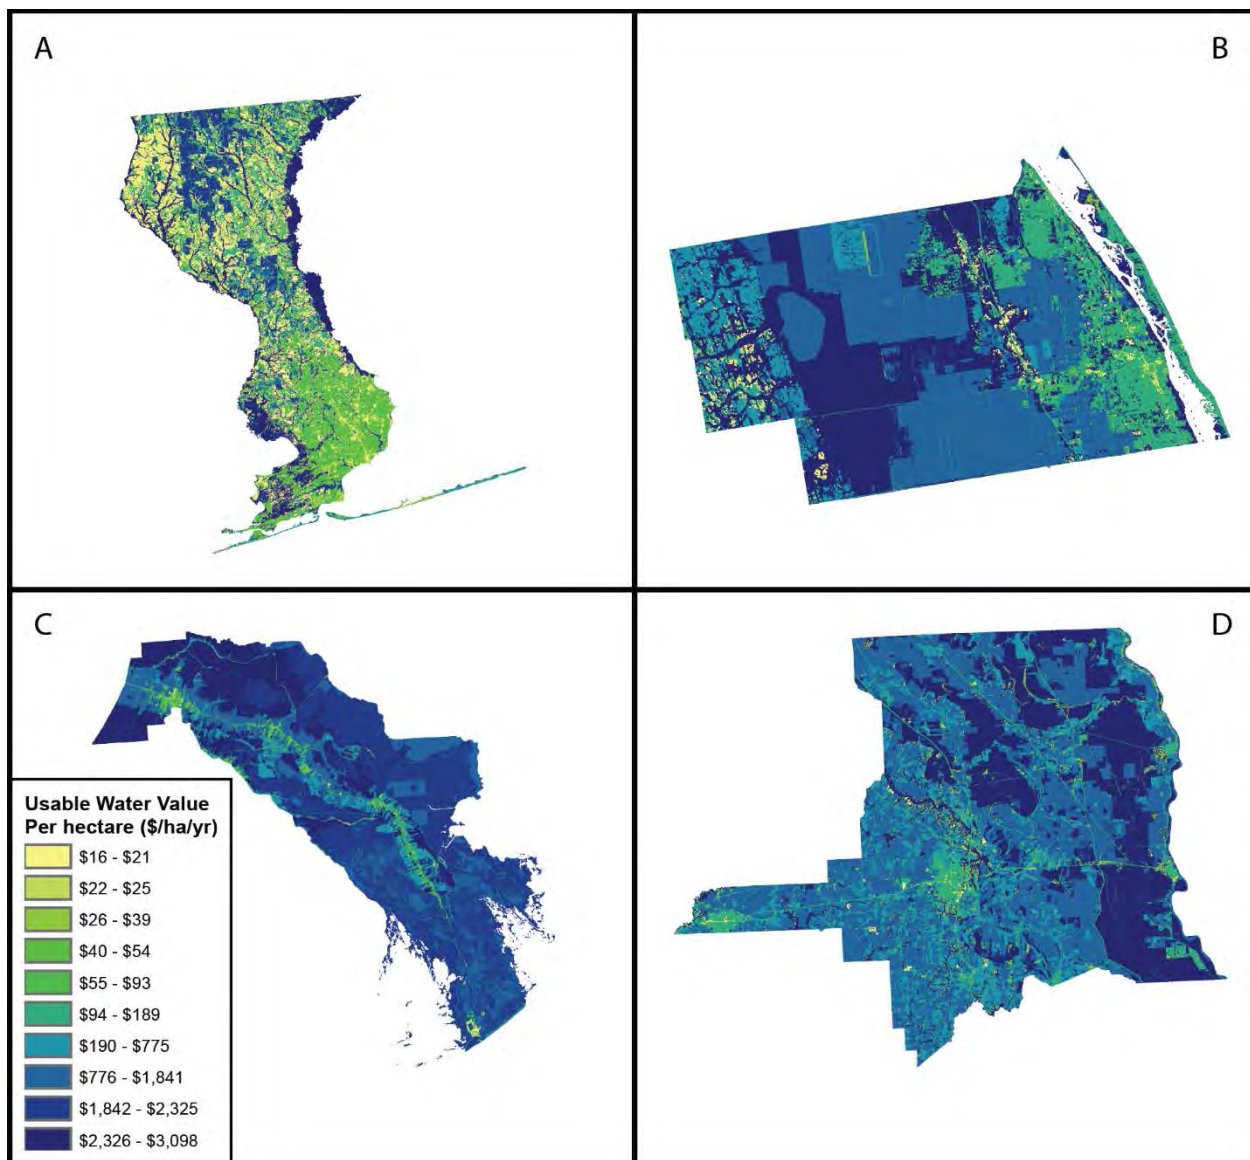 A
B
C
D
Usable Water Value
Per hectare ($/ha/yr)
$16 - $21
$22 - $25
$26 - $39
$40 - $54
$55 - $93
$94 - $189
$190 - $775
$776 - $1,841
$1,842 - $2,325
$2,326 - $3,098